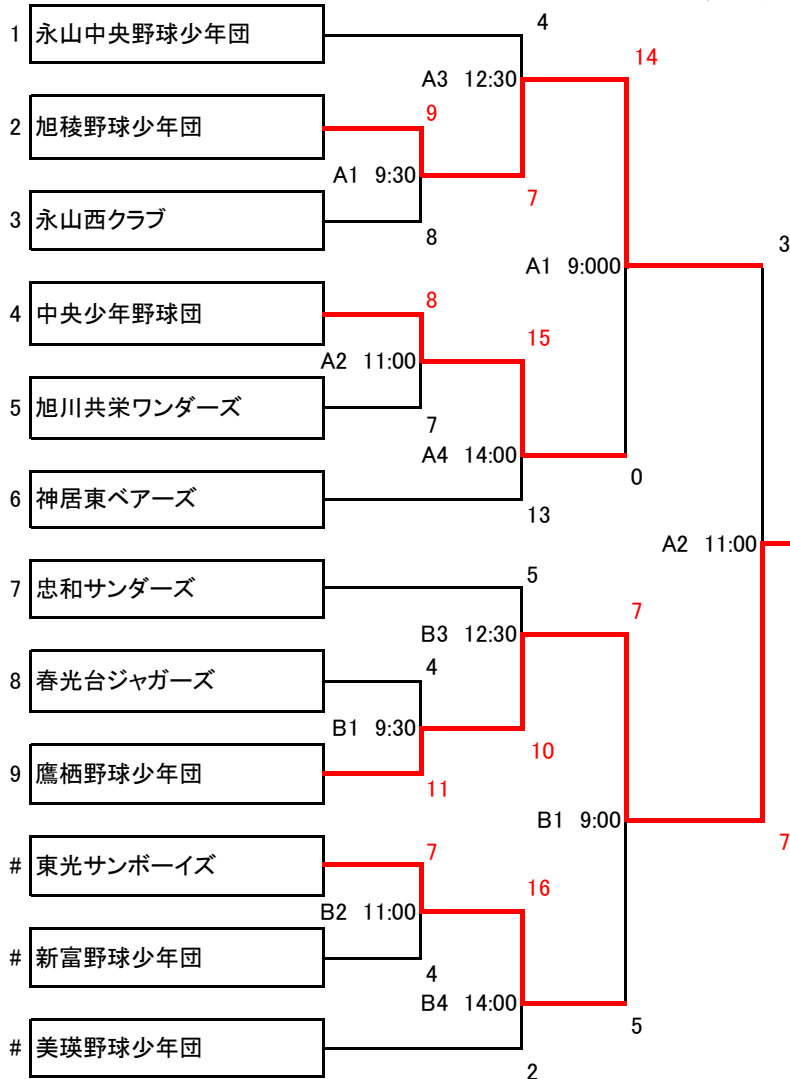 4
1 永山中央野球少年団
14
A3 12:30
9
2 旭稜野球少年団
A1 9:30
7
3 永山西クラブ
8
3
A1 9:000
8
4 中央少年野球団
15
A2 11:00
5 旭川共栄ワンダーズ
7
A4 14:00
0
6 神居東ベアーズ
13
A2 11:00
5
7 忠和サンダーズ
7
B3 12:30
4
8 春光台ジャガーズ
B1 9:30
10
9 鷹栖野球少年団
11
B1 9:00
7
7
# 東光サンボーイズ
16
B2 11:00
# 新富野球少年団
4
B4 14:00
5
# 美瑛野球少年団
2